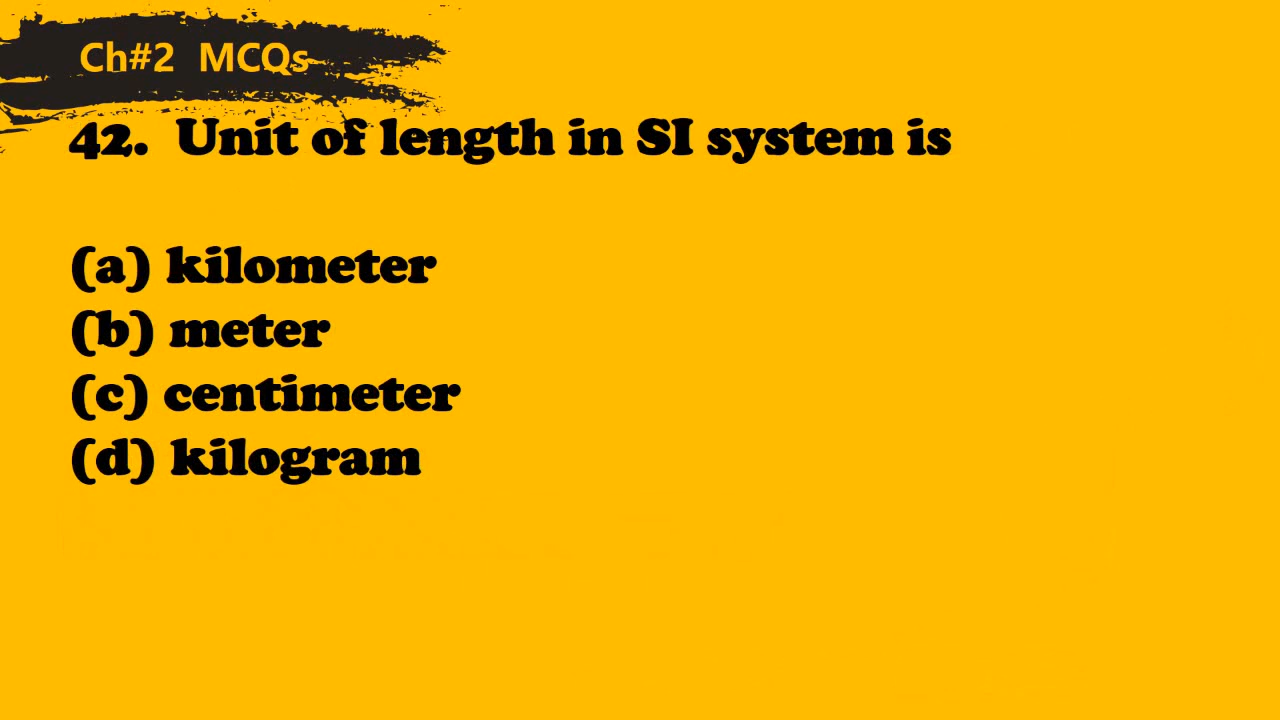 Ch#2 MCQs
42. Unit of length in SI system is
(a) kilometer
(b) meter
(c) centimeter
(d) kilogram